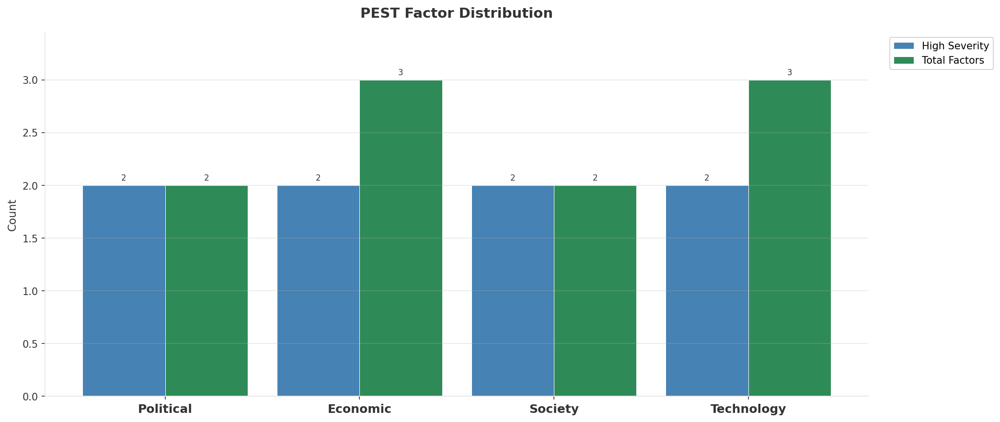 PEST Factor Distribution
High Severity
Total Factors
3.0
2.5
2.0
1.5
1.0
0.5
0.0
Count
2
2
2
3
2
2
2
3
Political
Economic
Society
Technology